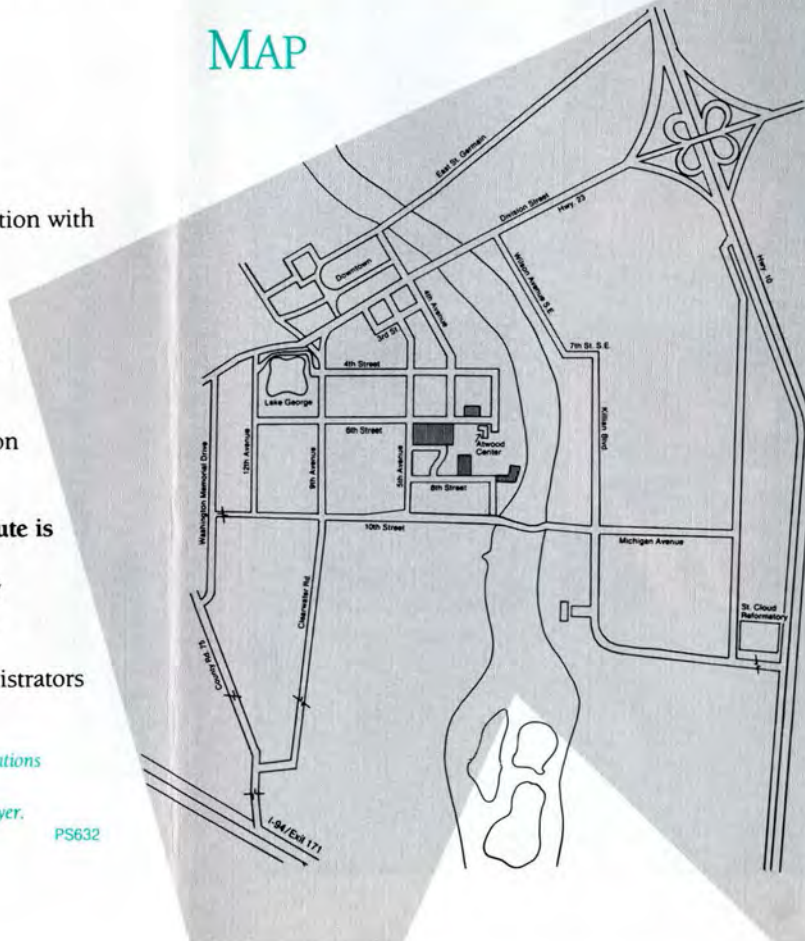 MAP
tion with
on
ute is
istrators
ations
yer.
PS632
East St. Germain
Division Street
Hwy. 23
Downtown
Wilson Avenue S.E.
Hwy. 10
4th Avenue
3rd St.
7th St. S.E.
4th Street
Lake George
Kilian Blvd
6th Street
Atwood
Center
Washington Memorial Drive
12th Avenue
9th Avenue
5th Avenue
8th Street
10th Street
Michigan Avenue
Clearwater Rd.
St. Cloud
Reformatory
County Rd. 75
I-94/Exit 171